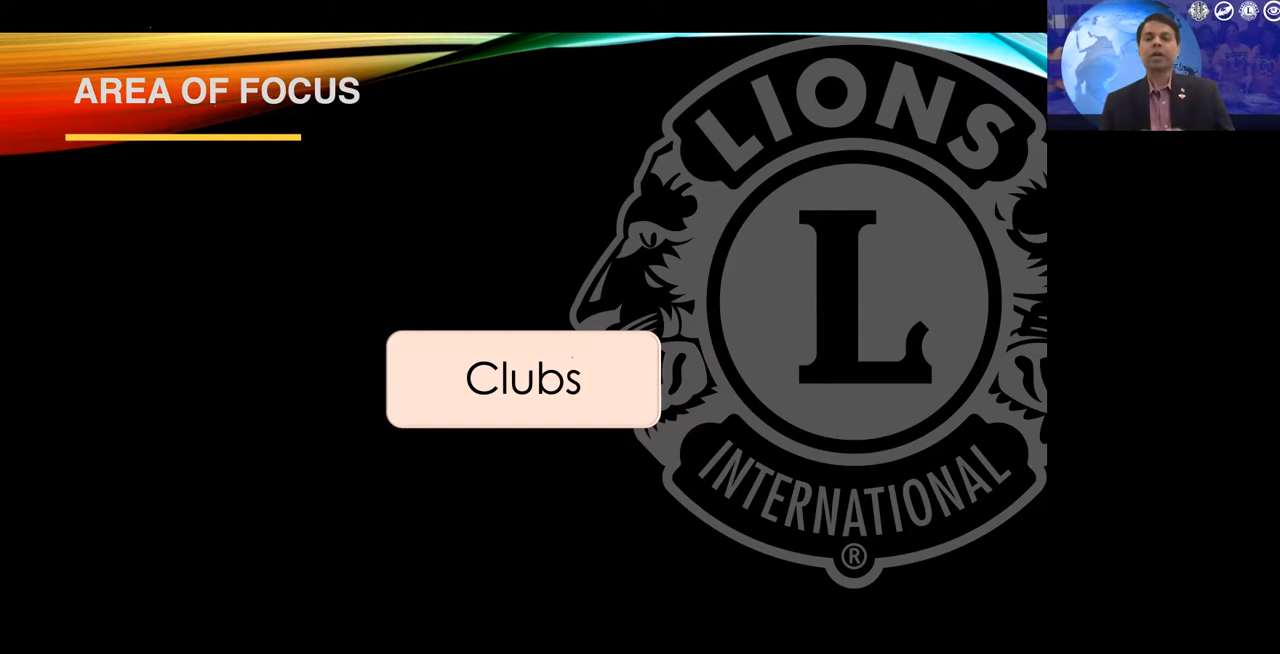 AREA OF FOCUS
LIONS
L
Clubs
INTERNATIONAL
®